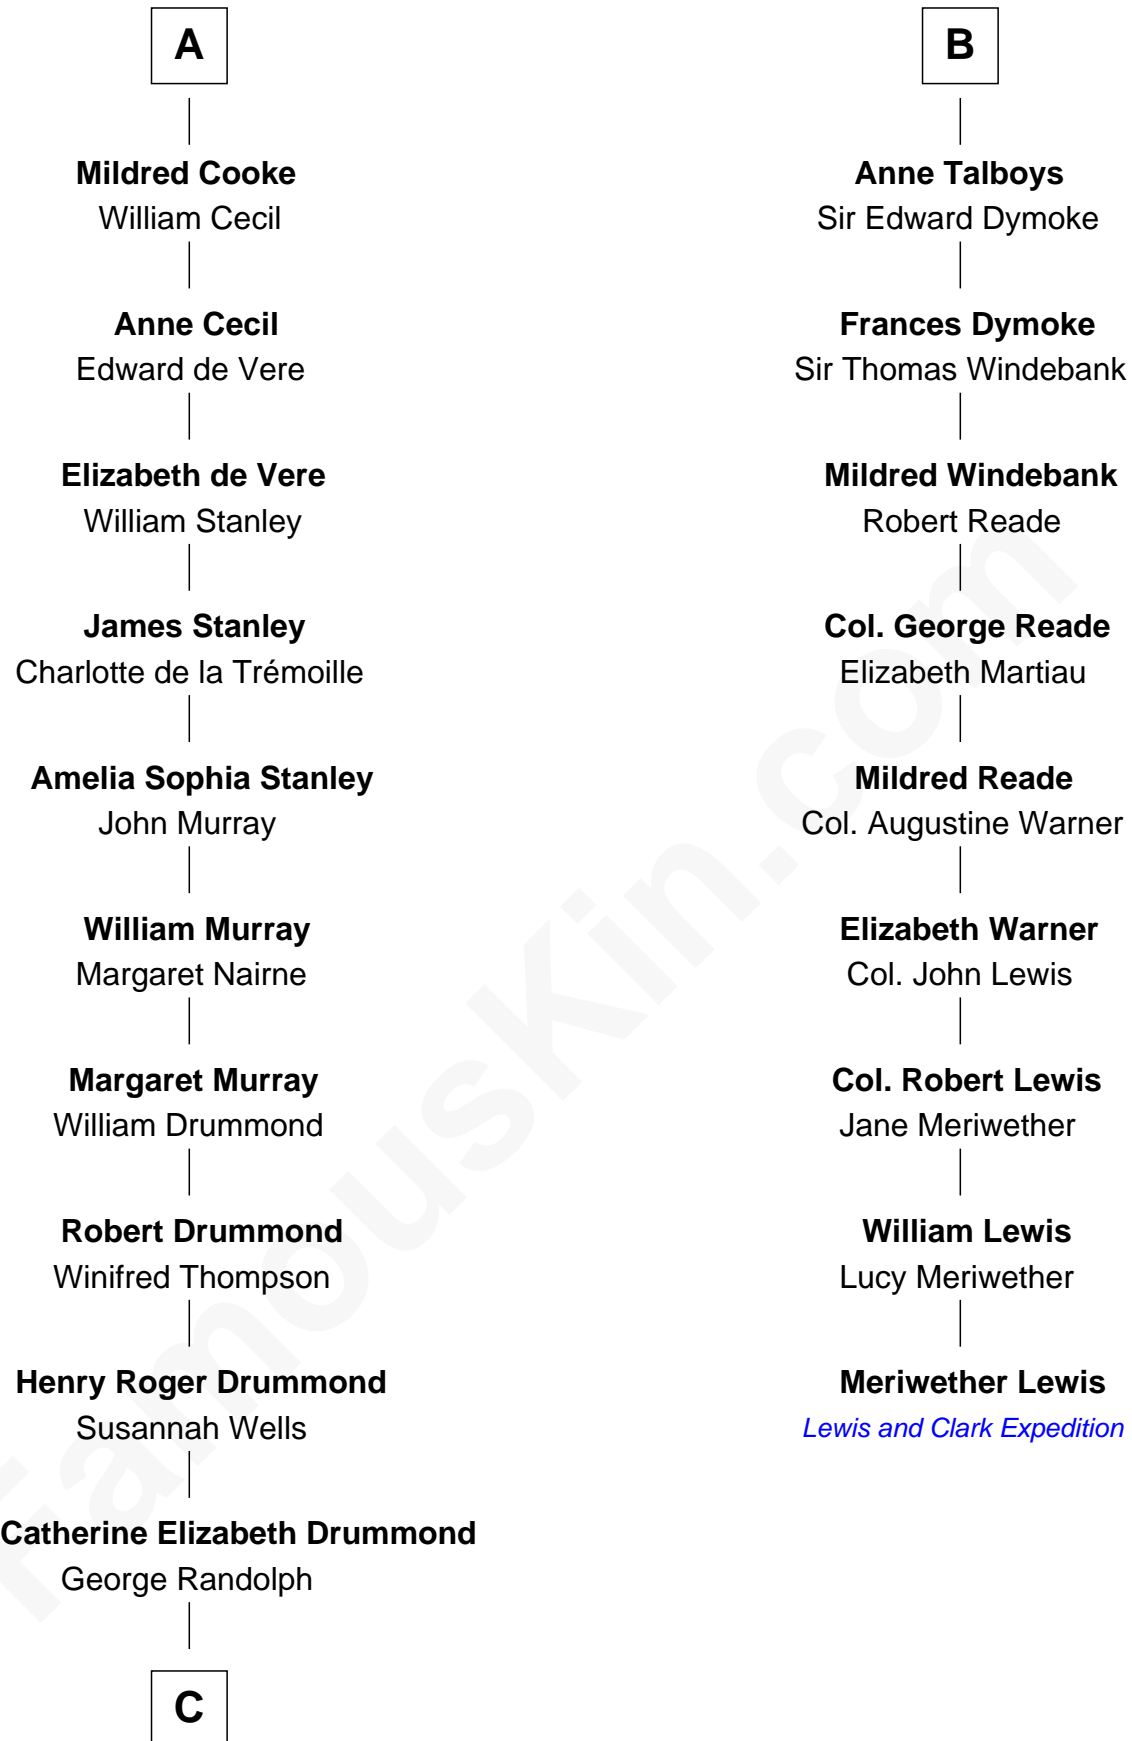 A
Mildred Cooke
William Cecil
Anne Cecil
Edward de Vere
Elizabeth de Vere
William Stanley
James Stanley
Charlotte de la Trémoille
Amelia Sophia Stanley
John Murray
William Murray
Margaret Nairne
Margaret Murray
William Drummond
Robert Drummond
Winifred Thompson
Henry Roger Drummond
Susannah Wells
Catherine Elizabeth Drummond
George Randolph
C
B
Anne Talboys
Sir Edward Dymoke
Frances Dymoke
Sir Thomas Windebank
Mildred Windebank
Robert Reade
Col. George Reade
Elizabeth Martiau
Mildred Reade
Col. Augustine Warner
Elizabeth Warner
Col. John Lewis
Col. Robert Lewis
Jane Meriwether
William Lewis
Lucy Meriwether
Meriwether Lewis
Lewis and Clark Expedition
FamousKin.com